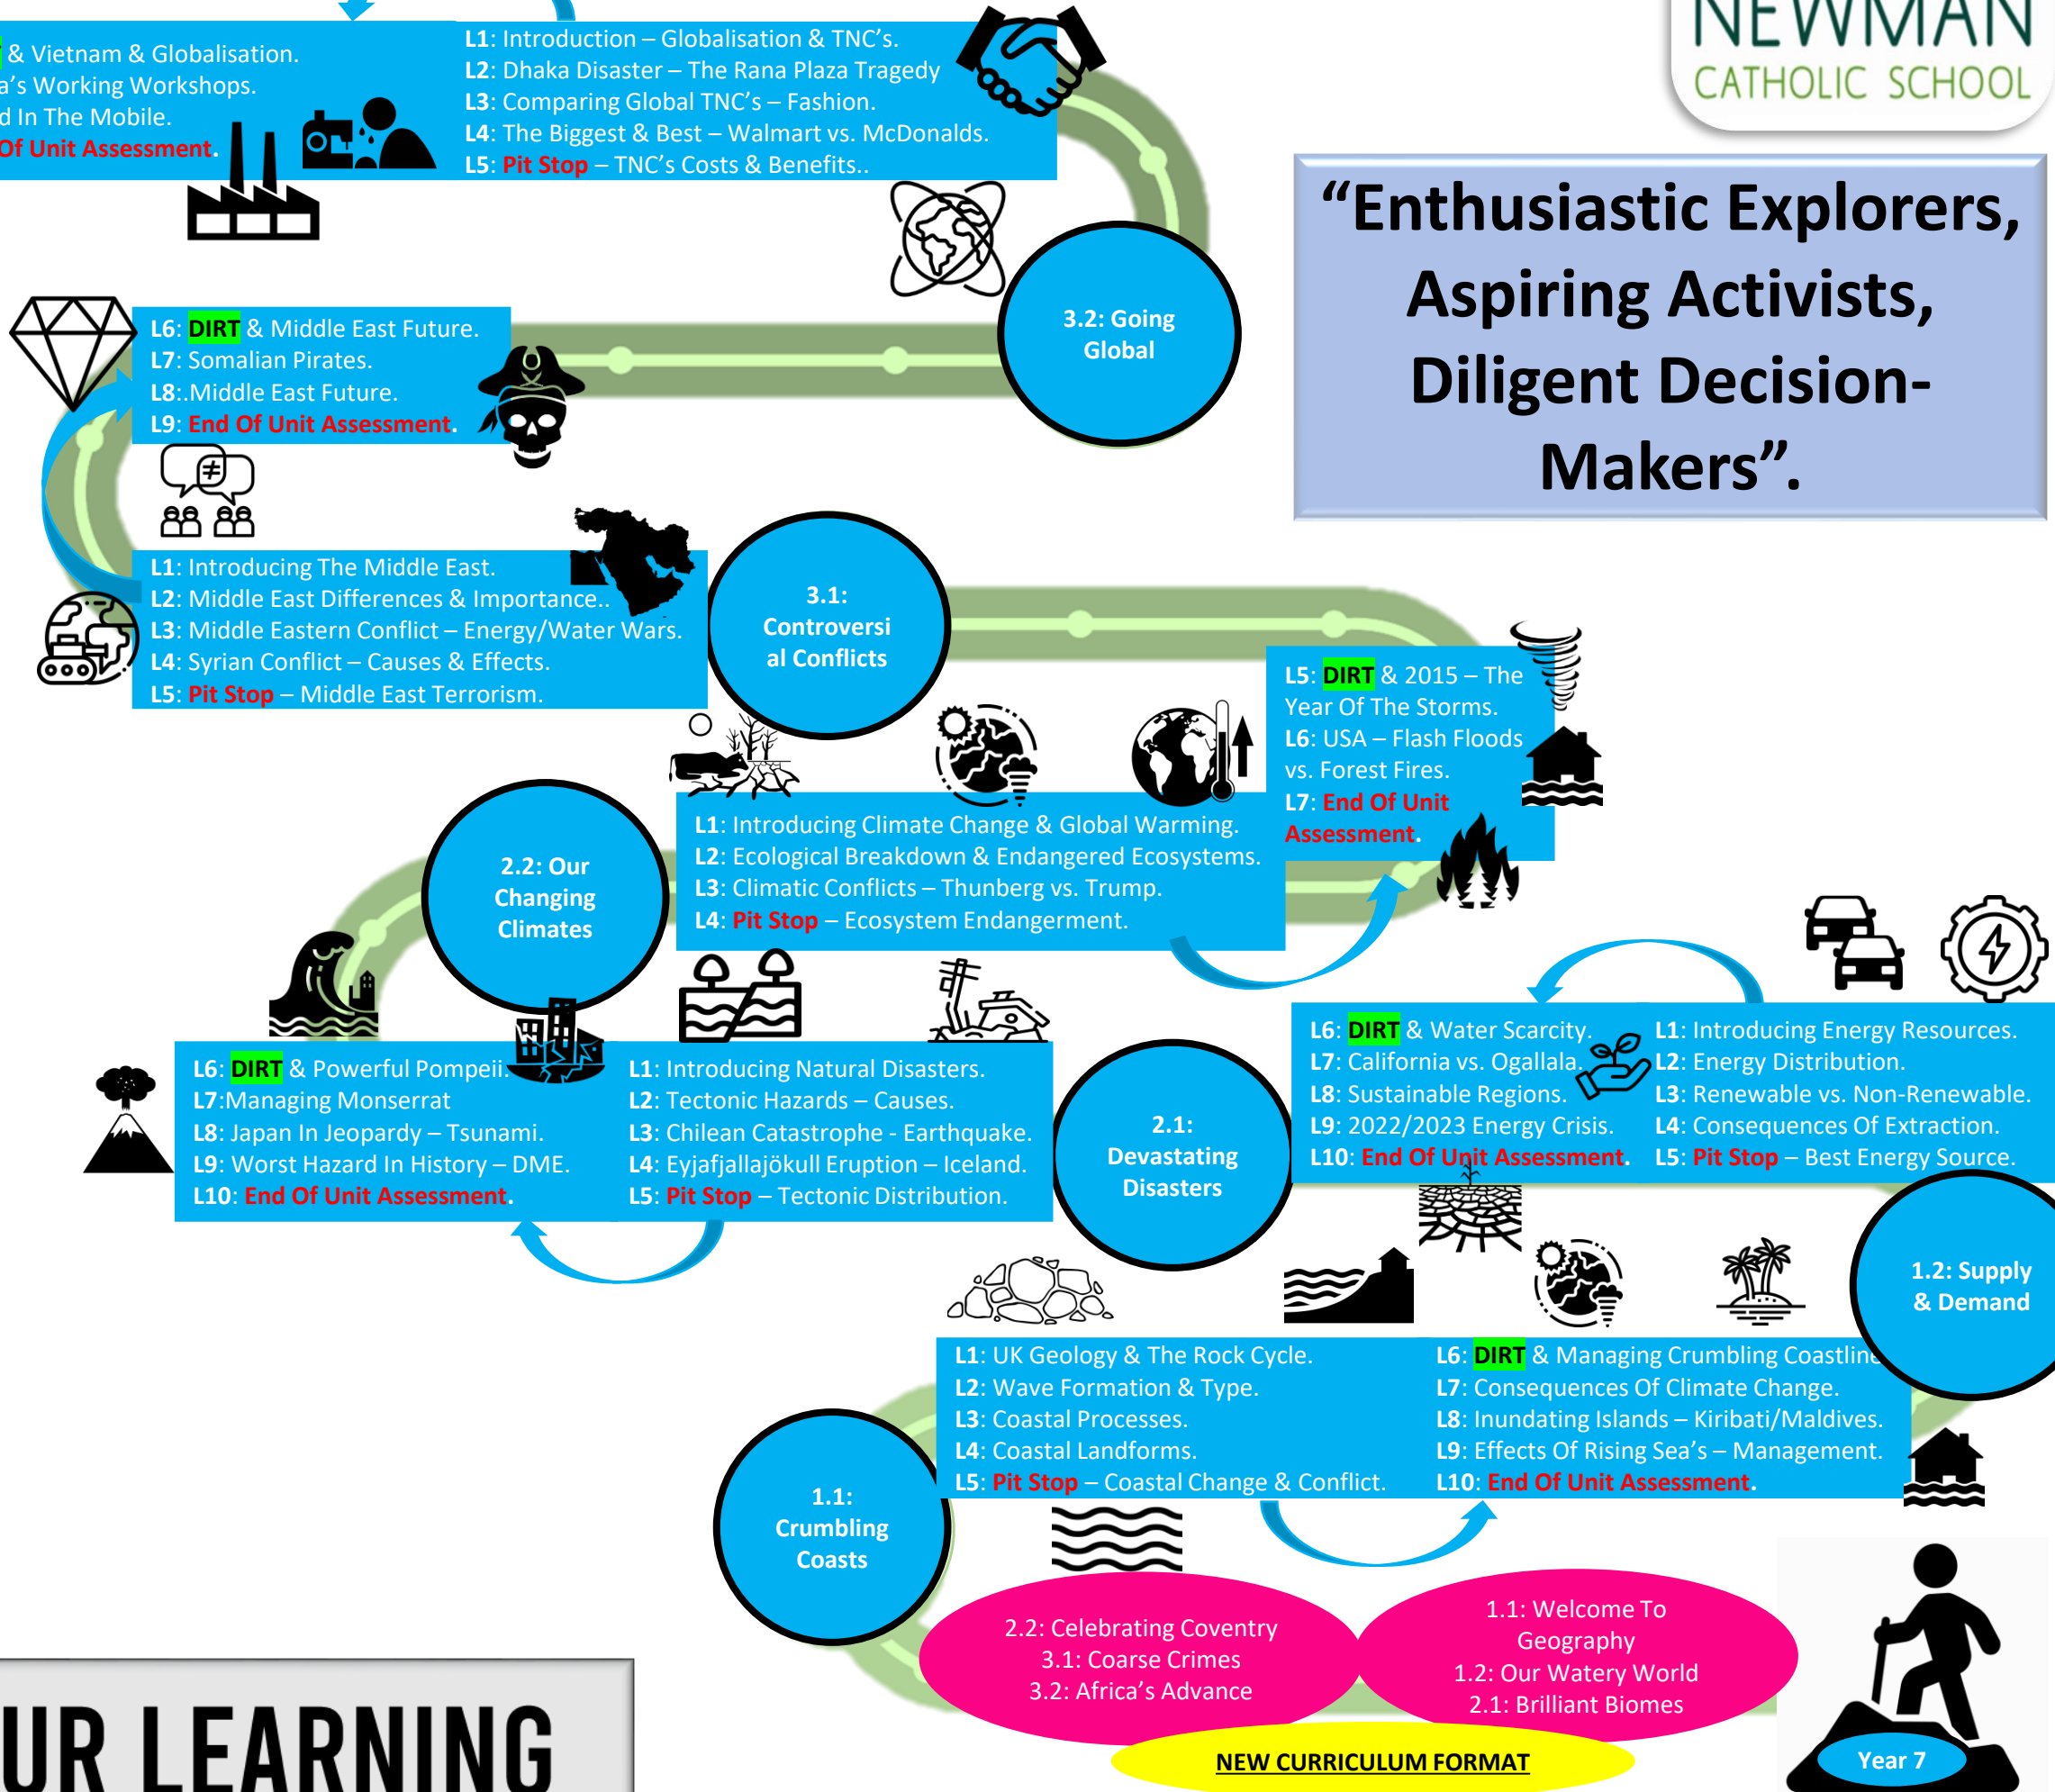 NEWMAN
CATHOLIC SCHOOL
& Vietnam & Globalisation.
Working Workshops.
In The Mobile.
Of Unit Assessment.
L1: Introduction – Globalisation & TNC's.
L2: Dhaka Disaster – The Rana Plaza Tragedy
L3: Comparing Global TNC's – Fashion.
L4: The Biggest & Best – Walmart vs. McDonalds.
L5: Pit Stop – TNC's Costs & Benefits..
“Enthusiastic Explorers,
Aspiring Activists,
Diligent Decision-
Makers”.
3.2: Going
Global
L6: DIRT & Middle East Future.
L7: Somalian Pirates.
L8:.Middle East Future.
L9: End Of Unit Assessment.
≠
L1: Introducing The Middle East.
L2: Middle East Differences & Importance..
L3: Middle Eastern Conflict – Energy/Water Wars.
L4: Syrian Conflict – Causes & Effects.
L5: Pit Stop – Middle East Terrorism.
3.1:
Controversi
al Conflicts
L5: DIRT & 2015 – The
Year Of The Storms.
L6: USA – Flash Floods
vs. Forest Fires.
L7: End Of Unit
Assessment.
2.2: Our
Changing
Climates
L1: Introducing Climate Change & Global Warming.
L2: Ecological Breakdown & Endangered Ecosystems.
L3: Climatic Conflicts – Thunberg vs. Trump.
L4: Pit Stop – Ecosystem Endangerment.
L6: DIRT & Powerful Pompeii.
L7:Managing Monserrat
L8: Japan In Jeopardy – Tsunami.
L9: Worst Hazard In History – DME.
L10: End Of Unit Assessment.
L1: Introducing Natural Disasters.
L2: Tectonic Hazards – Causes.
L3: Chilean Catastrophe - Earthquake.
L4: Eyjafjallajökull Eruption – Iceland.
L5: Pit Stop – Tectonic Distribution.
2.1:
Devastating
Disasters
L6: DIRT & Water Scarcity.
L7: California vs. Ogallala.
L8: Sustainable Regions.
L9: 2022/2023 Energy Crisis.
L10: End Of Unit Assessment.
L1: Introducing Energy Resources.
L2: Energy Distribution.
L3: Renewable vs. Non-Renewable.
L4: Consequences Of Extraction.
L5: Pit Stop – Best Energy Source.
1.2: Supply
& Demand
L1: UK Geology & The Rock Cycle.
L2: Wave Formation & Type.
L3: Coastal Processes.
L4: Coastal Landforms.
L5: Pit Stop – Coastal Change & Conflict.
L6: DIRT & Managing Crumbling Coastline
L7: Consequences Of Climate Change.
L8: Inundating Islands – Kiribati/Maldives.
L9: Effects Of Rising Sea's – Management.
L10: End Of Unit Assessment.
1.1:
Crumbling
Coasts
2.2: Celebrating Coventry
3.1: Coarse Crimes
3.2: Africa's Advance
1.1: Welcome To
Geography
1.2: Our Watery World
2.1: Brilliant Biomes
NEW CURRICULUM FORMAT
Year 7
UR LEARNING